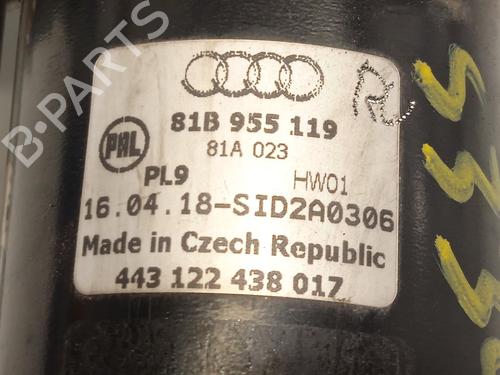 81B 955 119
81A 023
PAL
PL9 HW01
16.04.18-SID2A0306
Made in Czech Republic
443 122 438 017
B-PARTS